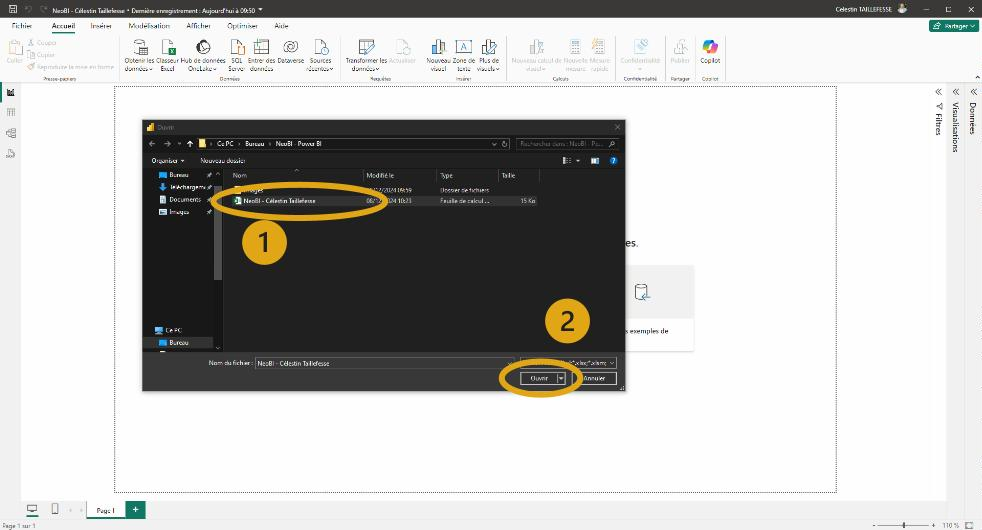 NeoBI - Célestin Taillefesse • Dernière enregistrement : Aujourd'hui à 09:50
Celestin TAILLEFESSE
Fichier Accueil Insérer Modélisation Afficher Optimiser Aide
Partager
Coller
Couper
Copier
Reproduire la mise en forme
Obtenir les données
Classeur Excel
Hub de données OneLake
SQL Server
Entrer des données
Dataverse
Sources récentes
Transformer les données
Actualiser
Nouveau visuel
Zone de texte
Plus de visuels
Nouveau calcul de visuel
Nouvelle mesure
Mesure rapide
Confidentialité
Publier
Copilot
Presse-papiers Données Requêtes Insérer Calculs Confidentialité Partager Copilot
Filtres
Visualisations
Données
Ouvrir
Ce PC > Bureau > NeoBI - Power BI
Rechercher dans : NeoBI - Po...
Organiser Nouveau dossier
Nom Modifié le Type Taille
Bureau
Téléchargem
Documents
Images
Ce PC
Bureau
Images /12/2024 09:59 Dossier de fichiers
NeoBI - Célestin Taillefesse 08/12/2024 10:23 Feuille de calcul ... 15 Ko
1
2
es.
s exemples de
Nom du fichier : NeoBI - Célestin Taillefesse
*.xlsx;*.xlsm;
Ouvrir Annuler
Page 1
+
Page 1 sur 1
110 %